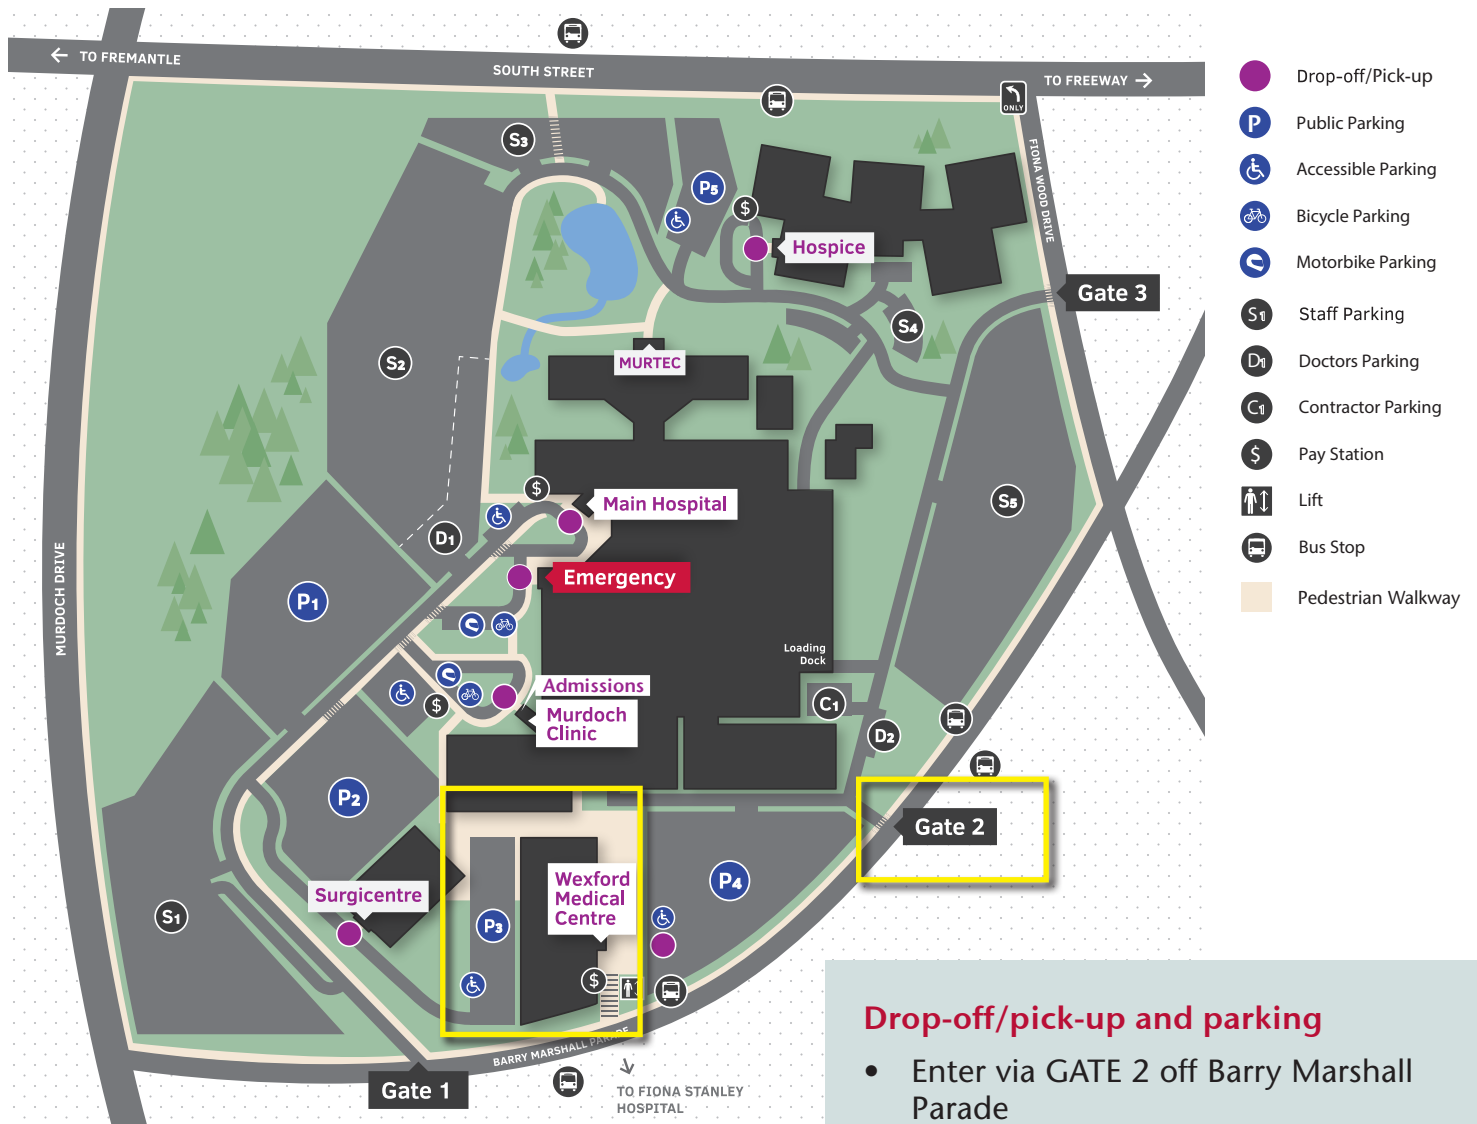 TO FREMANTLE
SOUTH STREET
TO FREEWAY
ONLY
FIONA WOOD DRIVE
MURDOCH DRIVE
S3
P5
$
Hospice
Gate 3
S4
S2
MURTEC
$
Main Hospital
D1
S5
Emergency
P1
Loading
Dock
Admissions
$
Murdoch
Clinic
C1
D2
P2
Gate 2
Wexford
Medical
Centre
P4
Surgicentre
S1
P3
$
BARRY MARSHALL PARADE
Gate 1
TO FIONA STANLEY
HOSPITAL
Drop-off/Pick-up
P Public Parking
Accessible Parking
Bicycle Parking
Motorbike Parking
S1 Staff Parking
D1 Doctors Parking
C1 Contractor Parking
$ Pay Station
Lift
Bus Stop
Pedestrian Walkway
Drop-off/pick-up and parking
• Enter via GATE 2 off Barry Marshall
Parade